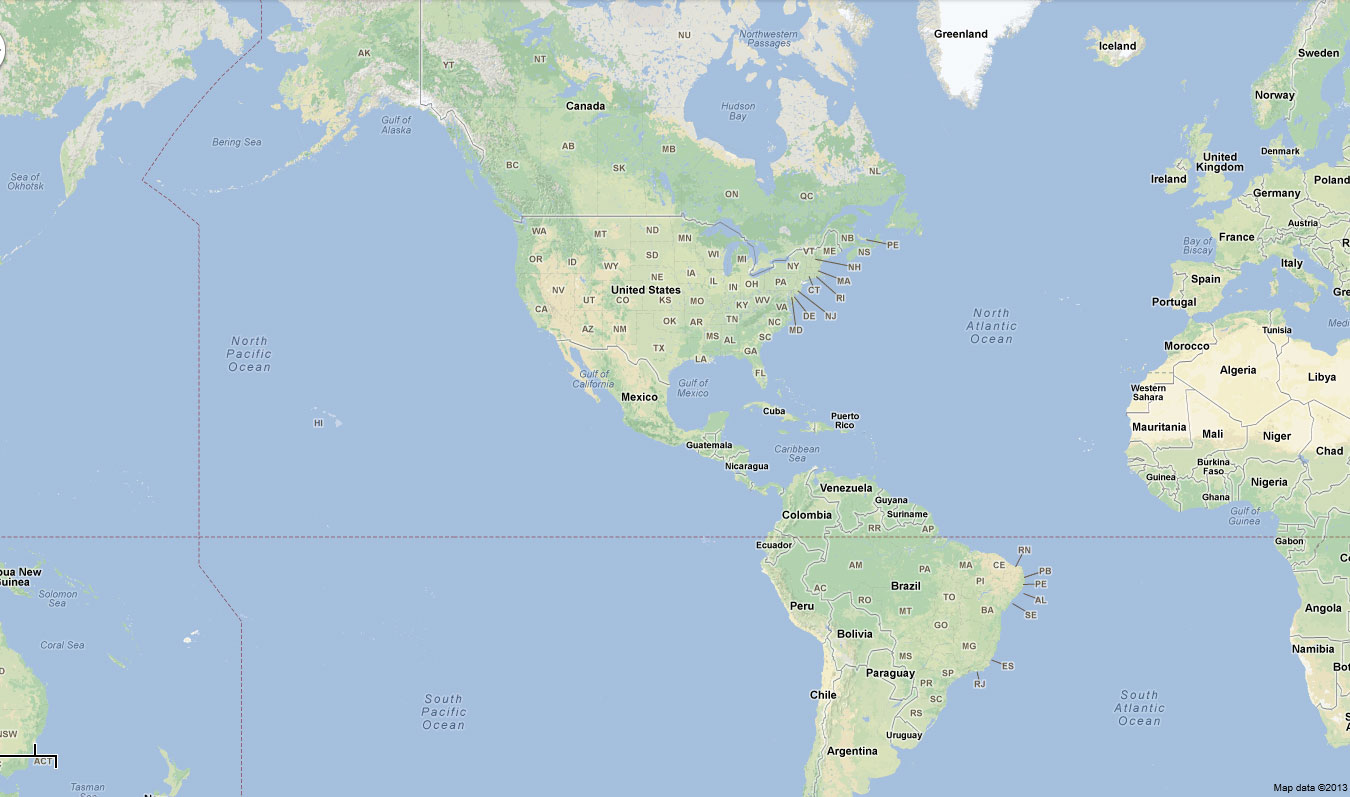 Greenland
NU
Northwestern
Passages
Iceland
Sweden
AK
YT
NT
Norway
Canada
Hudson
Bay
Gulf of
Alaska
Bering Sea
AB
MB
Denmark
United
Kingdom
Sea of
Okhotsk
BC
SK
NL
Ireland
Poland
ON
QC
Germany
WA
MT
ND
MN
NB
PE
Austria
France
Bay of
Biscay
OR
ID
WY
SD
WI
MI
VT
ME
NS
NY
NH
Italy
NV
UT
CO
NE
IA
IL
IN
OH
PA
MA
CT
RI
Spain
Portugal
United States
KS
MO
KY
WV
VA
DE
NJ
MD
CA
AZ
NM
OK
AR
TN
NC
SC
MS
AL
GA
TX
LA
FL
North
Atlantic
Ocean
Tunisia
Morocco
North
Pacific
Ocean
Algeria
Libya
Gulf of
California
Gulf of
Mexico
Mexico
Western
Sahara
Cuba
Puerto
Rico
HI
Mauritania
Mali
Niger
Chad
Guatemala
Caribbean
Sea
Nicaragua
Burkina
Faso
Guinea
Nigeria
Ghana
Venezuela
Guyana
Suriname
Colombia
Gulf of
Guinea
RR
AP
Ecuador
Gabon
RN
AM
PA
MA
CE
PB
pua New
Guinea
Solomon
Sea
AC
Brazil
PI
PE
AL
RO
TO
Peru
MT
BA
SE
Angola
GO
Bolivia
Coral Sea
MG
Namibia
MS
ES
Paraguay
SP
RJ
PR
Chile
SC
South
Pacific
Ocean
South
Atlantic
Ocean
RS
NSW
Uruguay
Argentina
ACT
Tasman
Map data ©2013